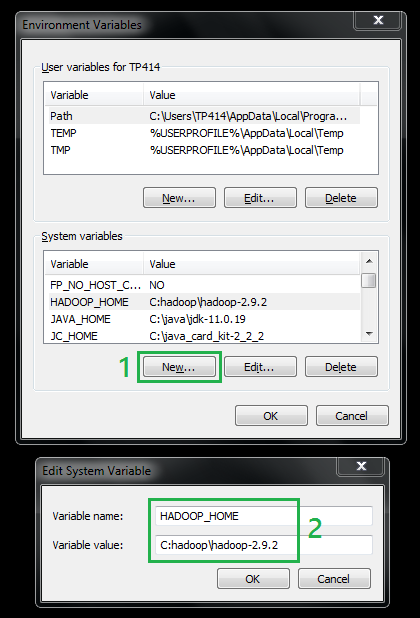 Environment Variables
X
User variables for TP414
Variable Value
Path C:\Users\TP414\AppData\Local\Progra...
TEMP %USERPROFILE%\AppData\Local\Temp
TMP %USERPROFILE%\AppData\Local\Temp
New... Edit... Delete
System variables
Variable Value
FP_NO_HOST_C... NO
HADOOP_HOME C:hadoop\hadoop-2.9.2
JAVA_HOME C:\java\jdk-11.0.19
JC_HOME C:\java_card_kit-2_2_2
1 New... Edit... Delete
OK Cancel
Edit System Variable
X
Variable name: HADOOP_HOME
2
Variable value: C:hadoop\hadoop-2.9.2
OK Cancel